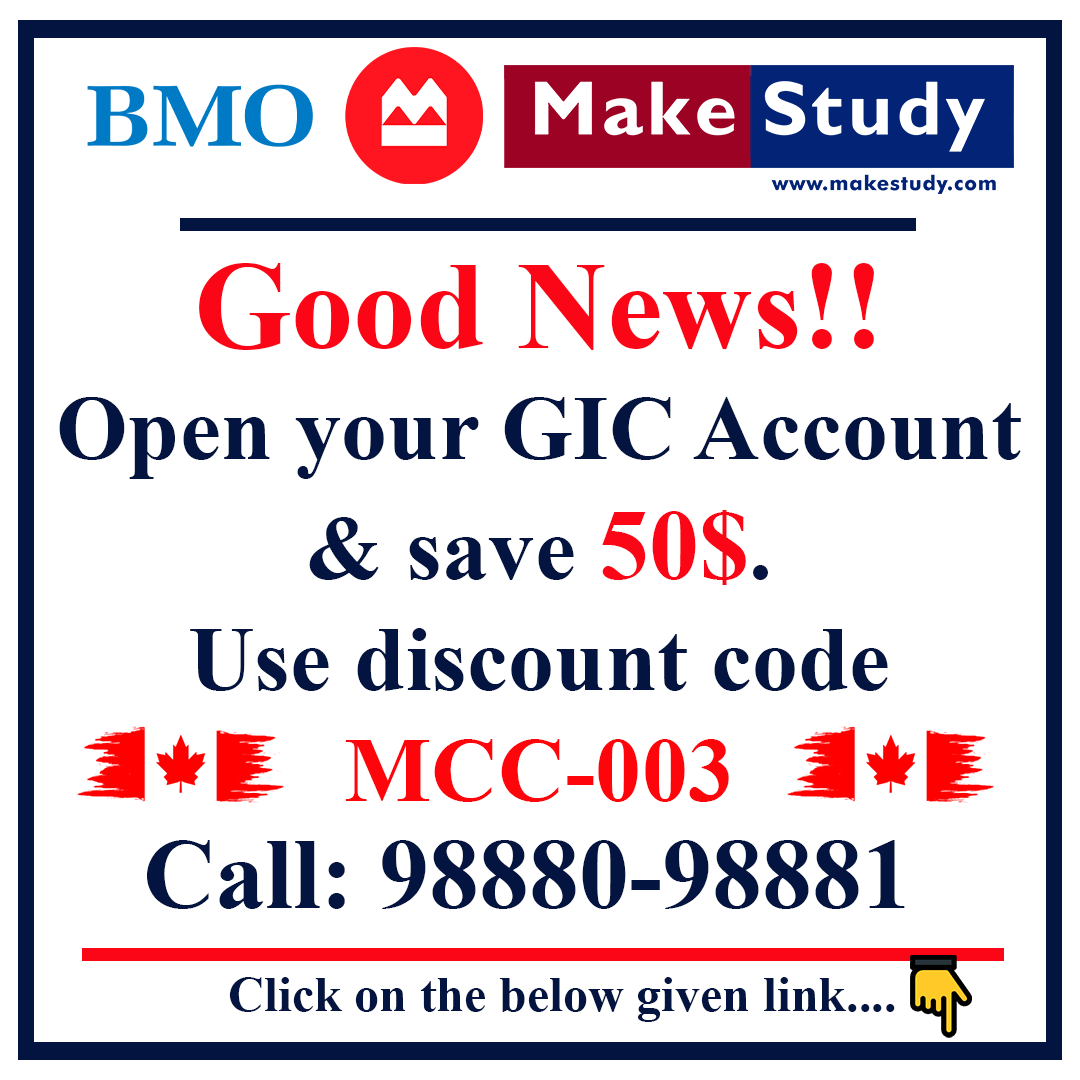 BMO Make Study
www.makestudy.com
Good News!!
Open your GIC Account
& save 50$.
Use discount code
MCC-003
Call: 98880-98881
Click on the below given link....